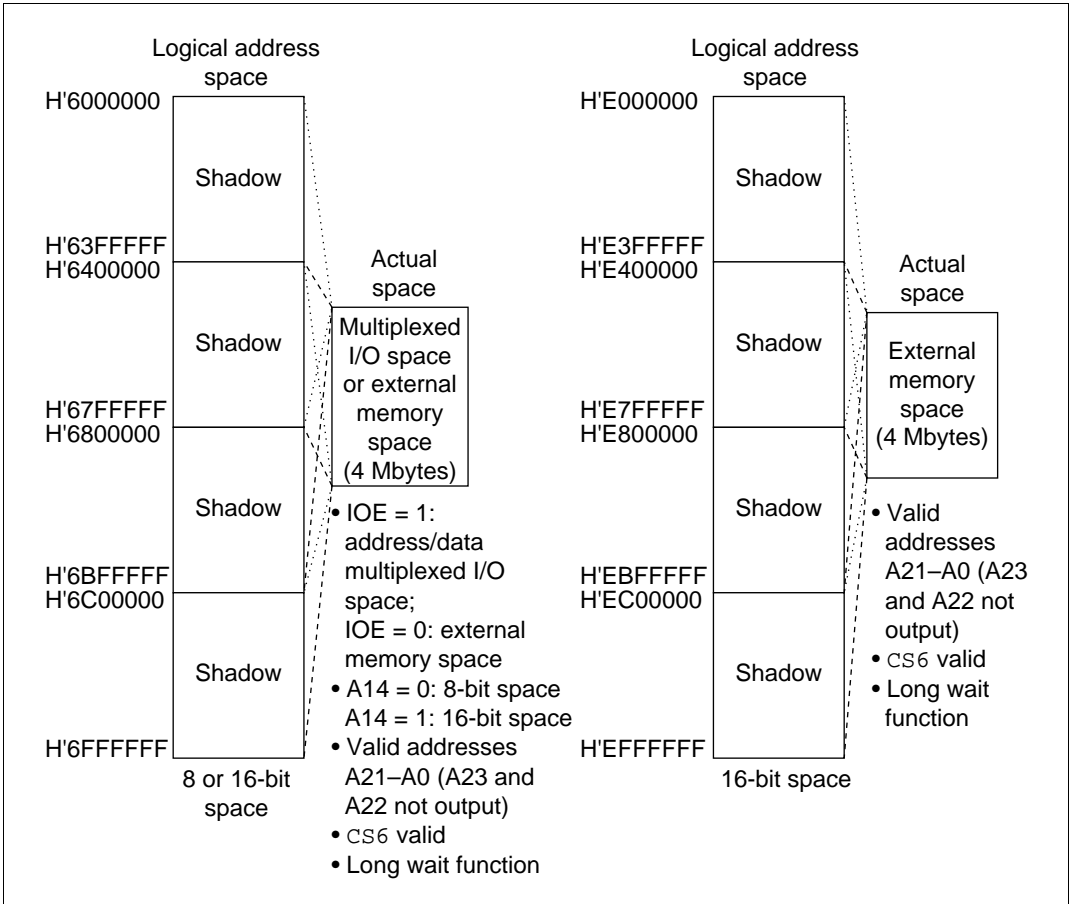 Logical address
space
H'6000000
Shadow
H'63FFFFF
H'6400000
Shadow
H'67FFFFF
H'6800000
Shadow
H'6BFFFFF
H'6C00000
Shadow
H'6FFFFFF
8 or 16-bit
space
Actual
space
Multiplexed
I/O space
or external
memory
space
(4 Mbytes)
• IOE = 1:
address/data
multiplexed I/O
space;
IOE = 0: external
memory space
• A14 = 0: 8-bit space
A14 = 1: 16-bit space
• Valid addresses
A21–A0 (A23 and
A22 not output)
• CS6 valid
• Long wait function
Logical address
space
H'E000000
Shadow
H'E3FFFFF
H'E400000
Shadow
H'E7FFFFF
H'E800000
Shadow
H'EBFFFFF
H'EC00000
Shadow
H'EFFFFFF
16-bit space
Actual
space
External
memory
space
(4 Mbytes)
• Valid
addresses
A21–A0 (A23
and A22 not
output)
• CS6 valid
• Long wait
function